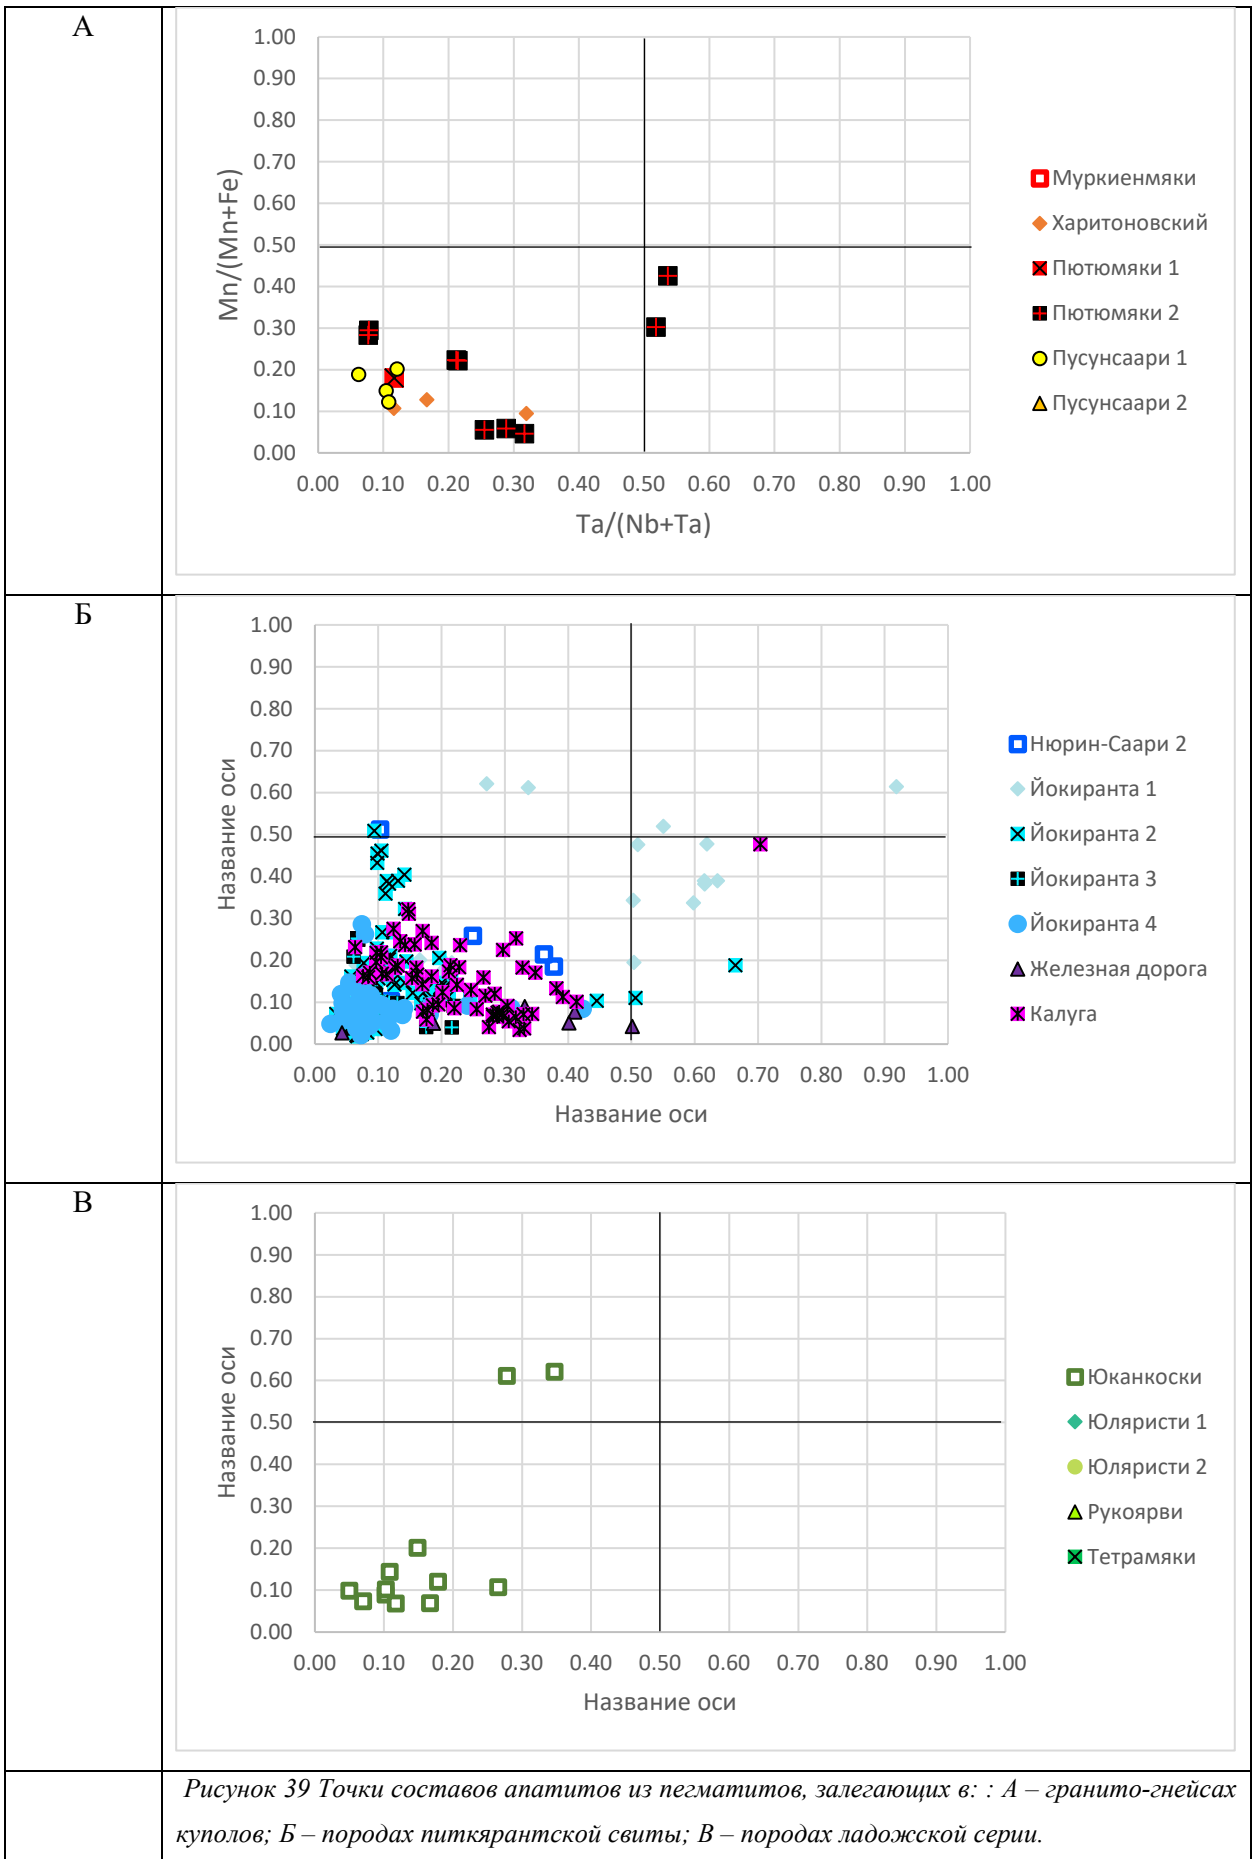 А
1.00
0.90
0.80
0.70
0.60
0.50
0.40
0.30
0.20
0.10
0.00
Mn/(Mn+Fe)
0.00 0.10 0.20 0.30 0.40 0.50 0.60 0.70 0.80 0.90 1.00
Ta/(Nb+Ta)
Муркиенмяки
Харитоновский
Пютюмяки 1
Пютюмяки 2
Пусунсаари 1
Пусунсаари 2
Б
1.00
0.90
0.80
0.70
0.60
0.50
0.40
0.30
0.20
0.10
0.00
Название оси
0.00 0.10 0.20 0.30 0.40 0.50 0.60 0.70 0.80 0.90 1.00
Название оси
Нюрин-Саари 2
Йокиранта 1
Йокиранта 2
Йокиранта 3
Йокиранта 4
Железная дорога
Калуга
В
1.00
0.90
0.80
0.70
0.60
0.50
0.40
0.30
0.20
0.10
0.00
Название оси
0.00 0.10 0.20 0.30 0.40 0.50 0.60 0.70 0.80 0.90 1.00
Название оси
Юканкоски
Юляристи 1
Юляристи 2
Рукоярви
Тетрамяки
Рисунок 39 Точки составов апатитов из пегматитов, залегающих в: : А – гранито-гнейсах
куполов; Б – породах питкярантской свиты; В – породах ладожской серии.